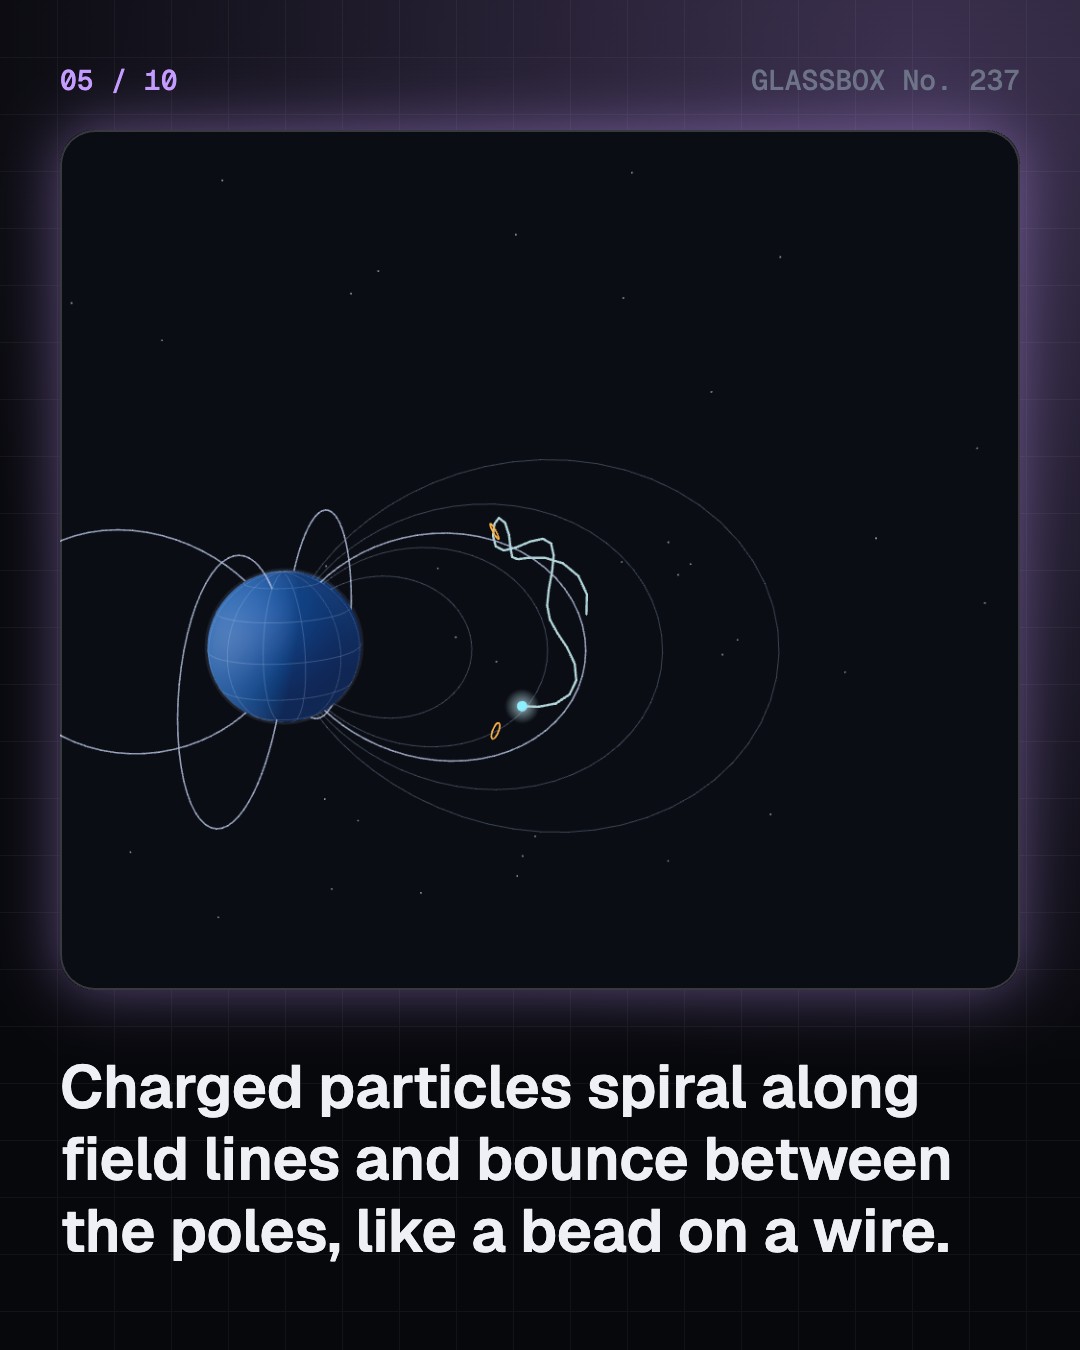 05 / 10
GLASSBOX No. 237
Charged particles spiral along
field lines and bounce between
the poles, like a bead on a wire.